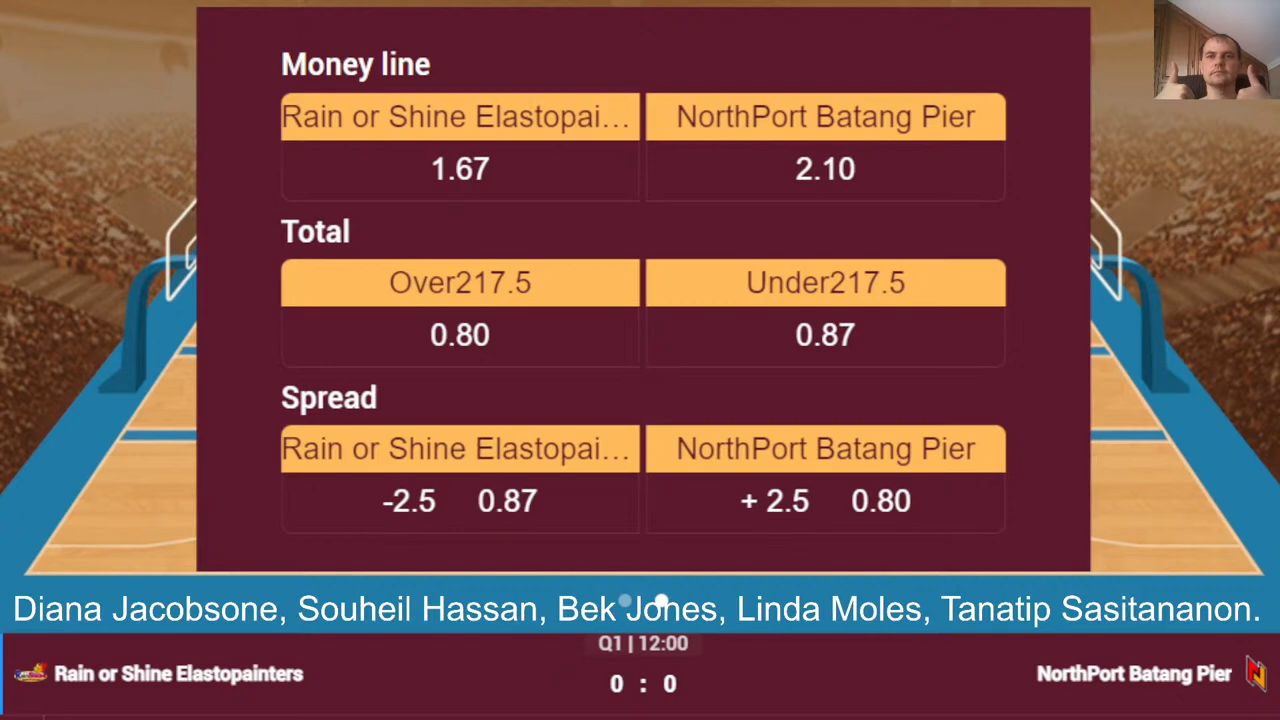 Money line
Rain or Shine Elastopai... NorthPort Batang Pier
1.67 2.10
Total
Over217.5 Under217.5
0.80 0.87
Spread
Rain or Shine Elastopai... NorthPort Batang Pier
-2.5 0.87 + 2.5 0.80
Diana Jacobsone, Souheil Hassan, Bek Jones, Linda Moles, Tanatip Sasitananon.
Q1 | 12:00
Rain or Shine Elastopainters 0 : 0 NorthPort Batang Pier